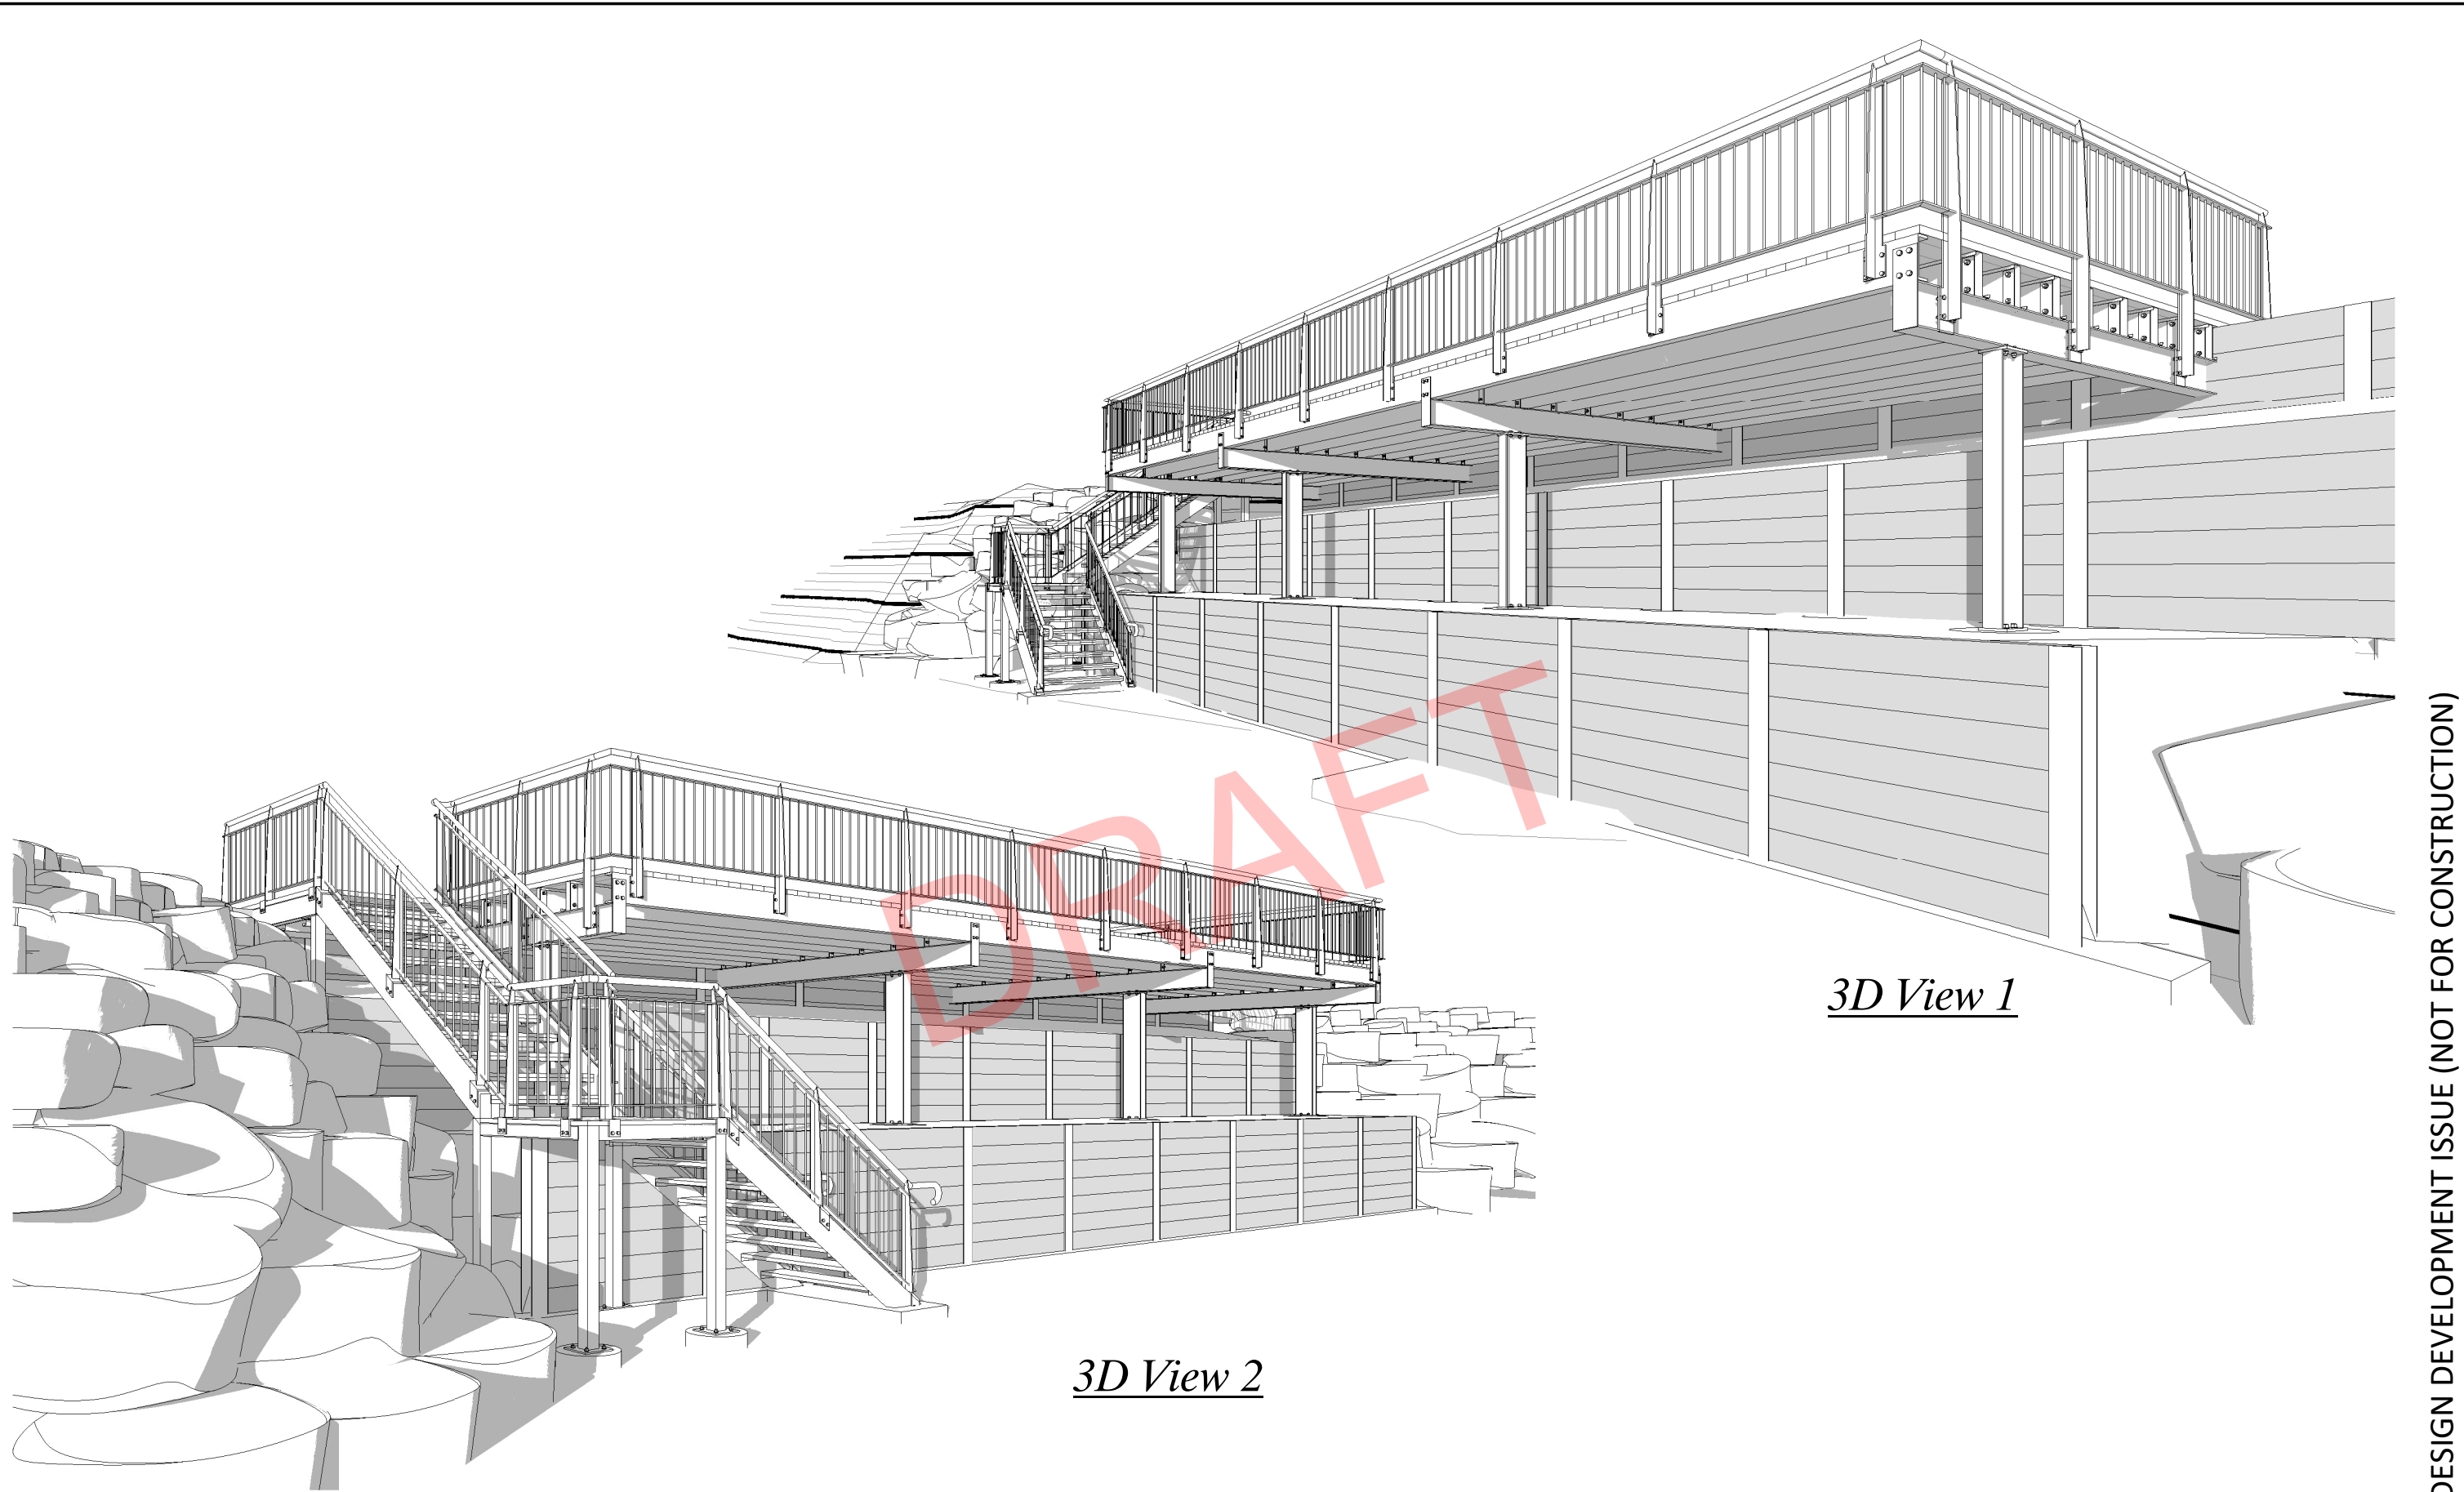 DRAFT
3D View 1
3D View 2
DESIGN DEVELOPMENT ISSUE (NOT FOR CONSTRUCTION)